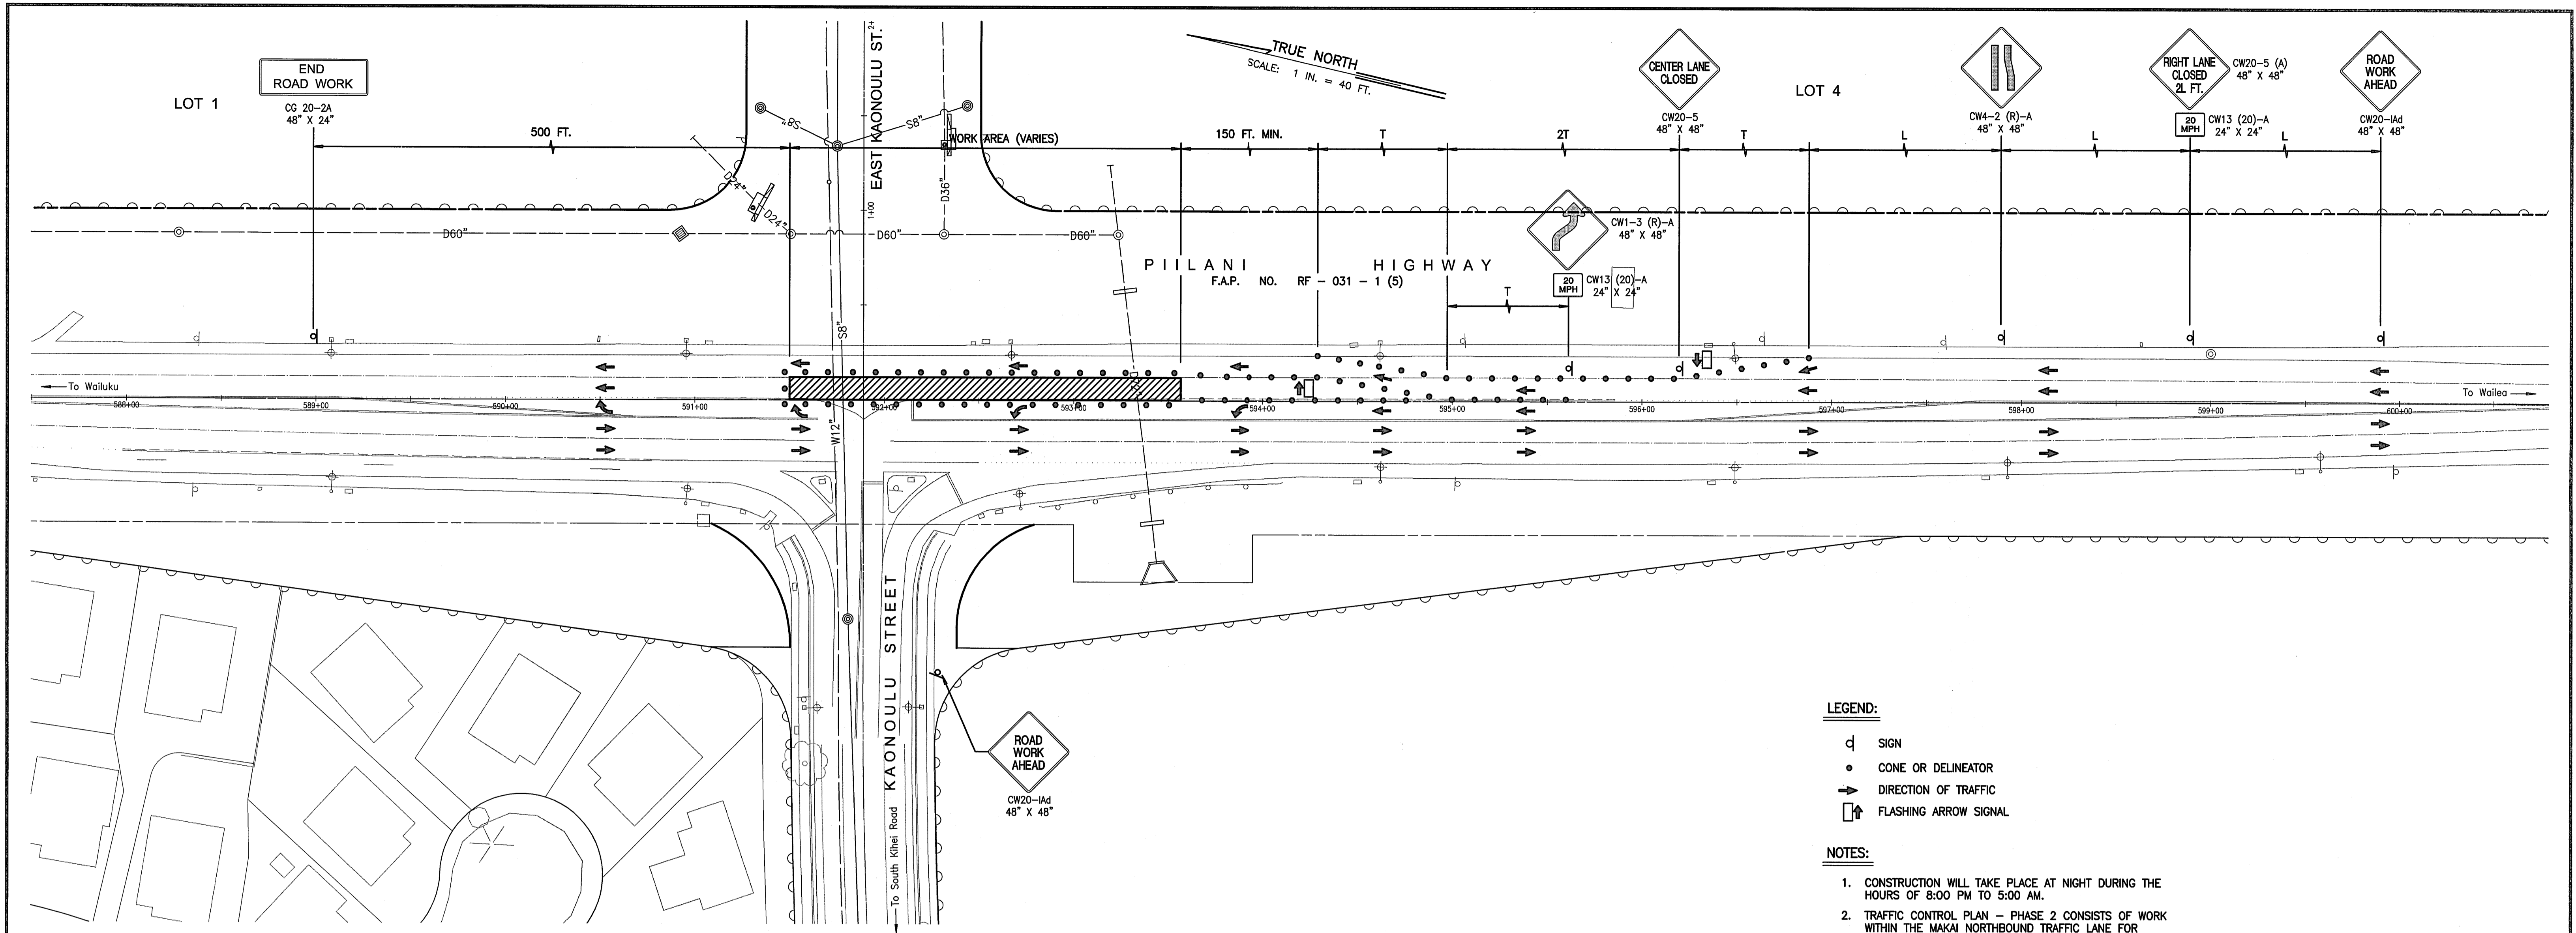 LOT 1
END
ROAD WORK
CG 20-2A
48" X 24"
500 FT.
EAST KAONOULU ST.
2+
1+00
S8"
S8"
WORK AREA (VARIES)
D24"
D24"
D36"
TRUE NORTH
SCALE: 1 IN. = 40 FT.
150 FT. MIN.
T
2T
T
L
L
L
CENTER LANE
CLOSED
CW20-5
48" X 48"
LOT 4
CW4-2 (R)-A
48" X 48"
RIGHT LANE
CLOSED
2L FT.
CW20-5 (A)
48" X 48"
20
MPH
CW13 (20)-A
24" X 24"
ROAD
WORK
AHEAD
CW20-IAd
48" X 48"
D60"
D60"
D60"
CW1-3 (R)-A
48" X 48"
20
MPH
CW13 (20)-A
24" X 24"
T
PIILANI HIGHWAY
F.A.P. NO. RF - 031 - 1 (5)
S8"
W12"
To Wailuku
To Wailea
588+00
589+00
590+00
591+00
592+00
593+00
594+00
595+00
596+00
597+00
598+00
599+00
600+00
KAONOULU STREET
To South Kihei Road
ROAD
WORK
AHEAD
CW20-IAd
48" X 48"
LEGEND:
SIGN
CONE OR DELINEATOR
DIRECTION OF TRAFFIC
FLASHING ARROW SIGNAL
NOTES:
1. CONSTRUCTION WILL TAKE PLACE AT NIGHT DURING THE
HOURS OF 8:00 PM TO 5:00 AM.
2. TRAFFIC CONTROL PLAN - PHASE 2 CONSISTS OF WORK
WITHIN THE MAKAI NORTHBOUND TRAFFIC LANE FOR